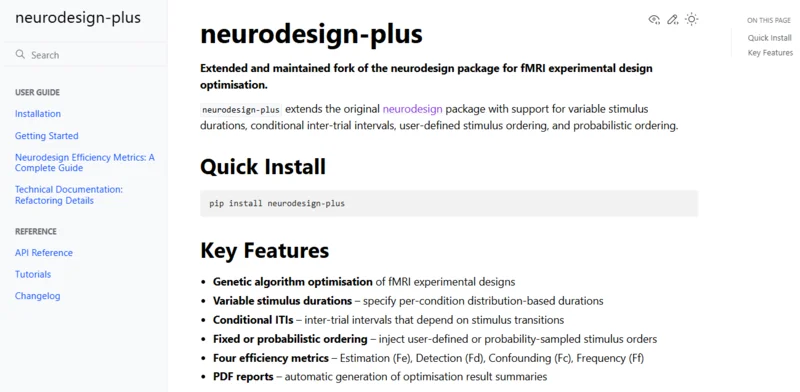 neurodesign-plus
Search
USER GUIDE
Installation
Getting Started
Neurodesign Efficiency Metrics: A
Complete Guide
Technical Documentation:
Refactoring Details
REFERENCE
API Reference
Tutorials
Changelog
neurodesign-plus
Extended and maintained fork of the neurodesign package for fMRI experimental design
optimisation.
neurodesign-plus extends the original neurodesign package with support for variable stimulus
durations, conditional inter-trial intervals, user-defined stimulus ordering, and probabilistic ordering.
Quick Install
pip install neurodesign-plus
Key Features
• Genetic algorithm optimisation of fMRI experimental designs
• Variable stimulus durations – specify per-condition distribution-based durations
• Conditional ITIs – inter-trial intervals that depend on stimulus transitions
• Fixed or probabilistic ordering – inject user-defined or probability-sampled stimulus orders
• Four efficiency metrics – Estimation (Fe), Detection (Fd), Confounding (Fc), Frequency (Ff)
• PDF reports – automatic generation of optimisation result summaries
ON THIS PAGE
Quick Install
Key Features